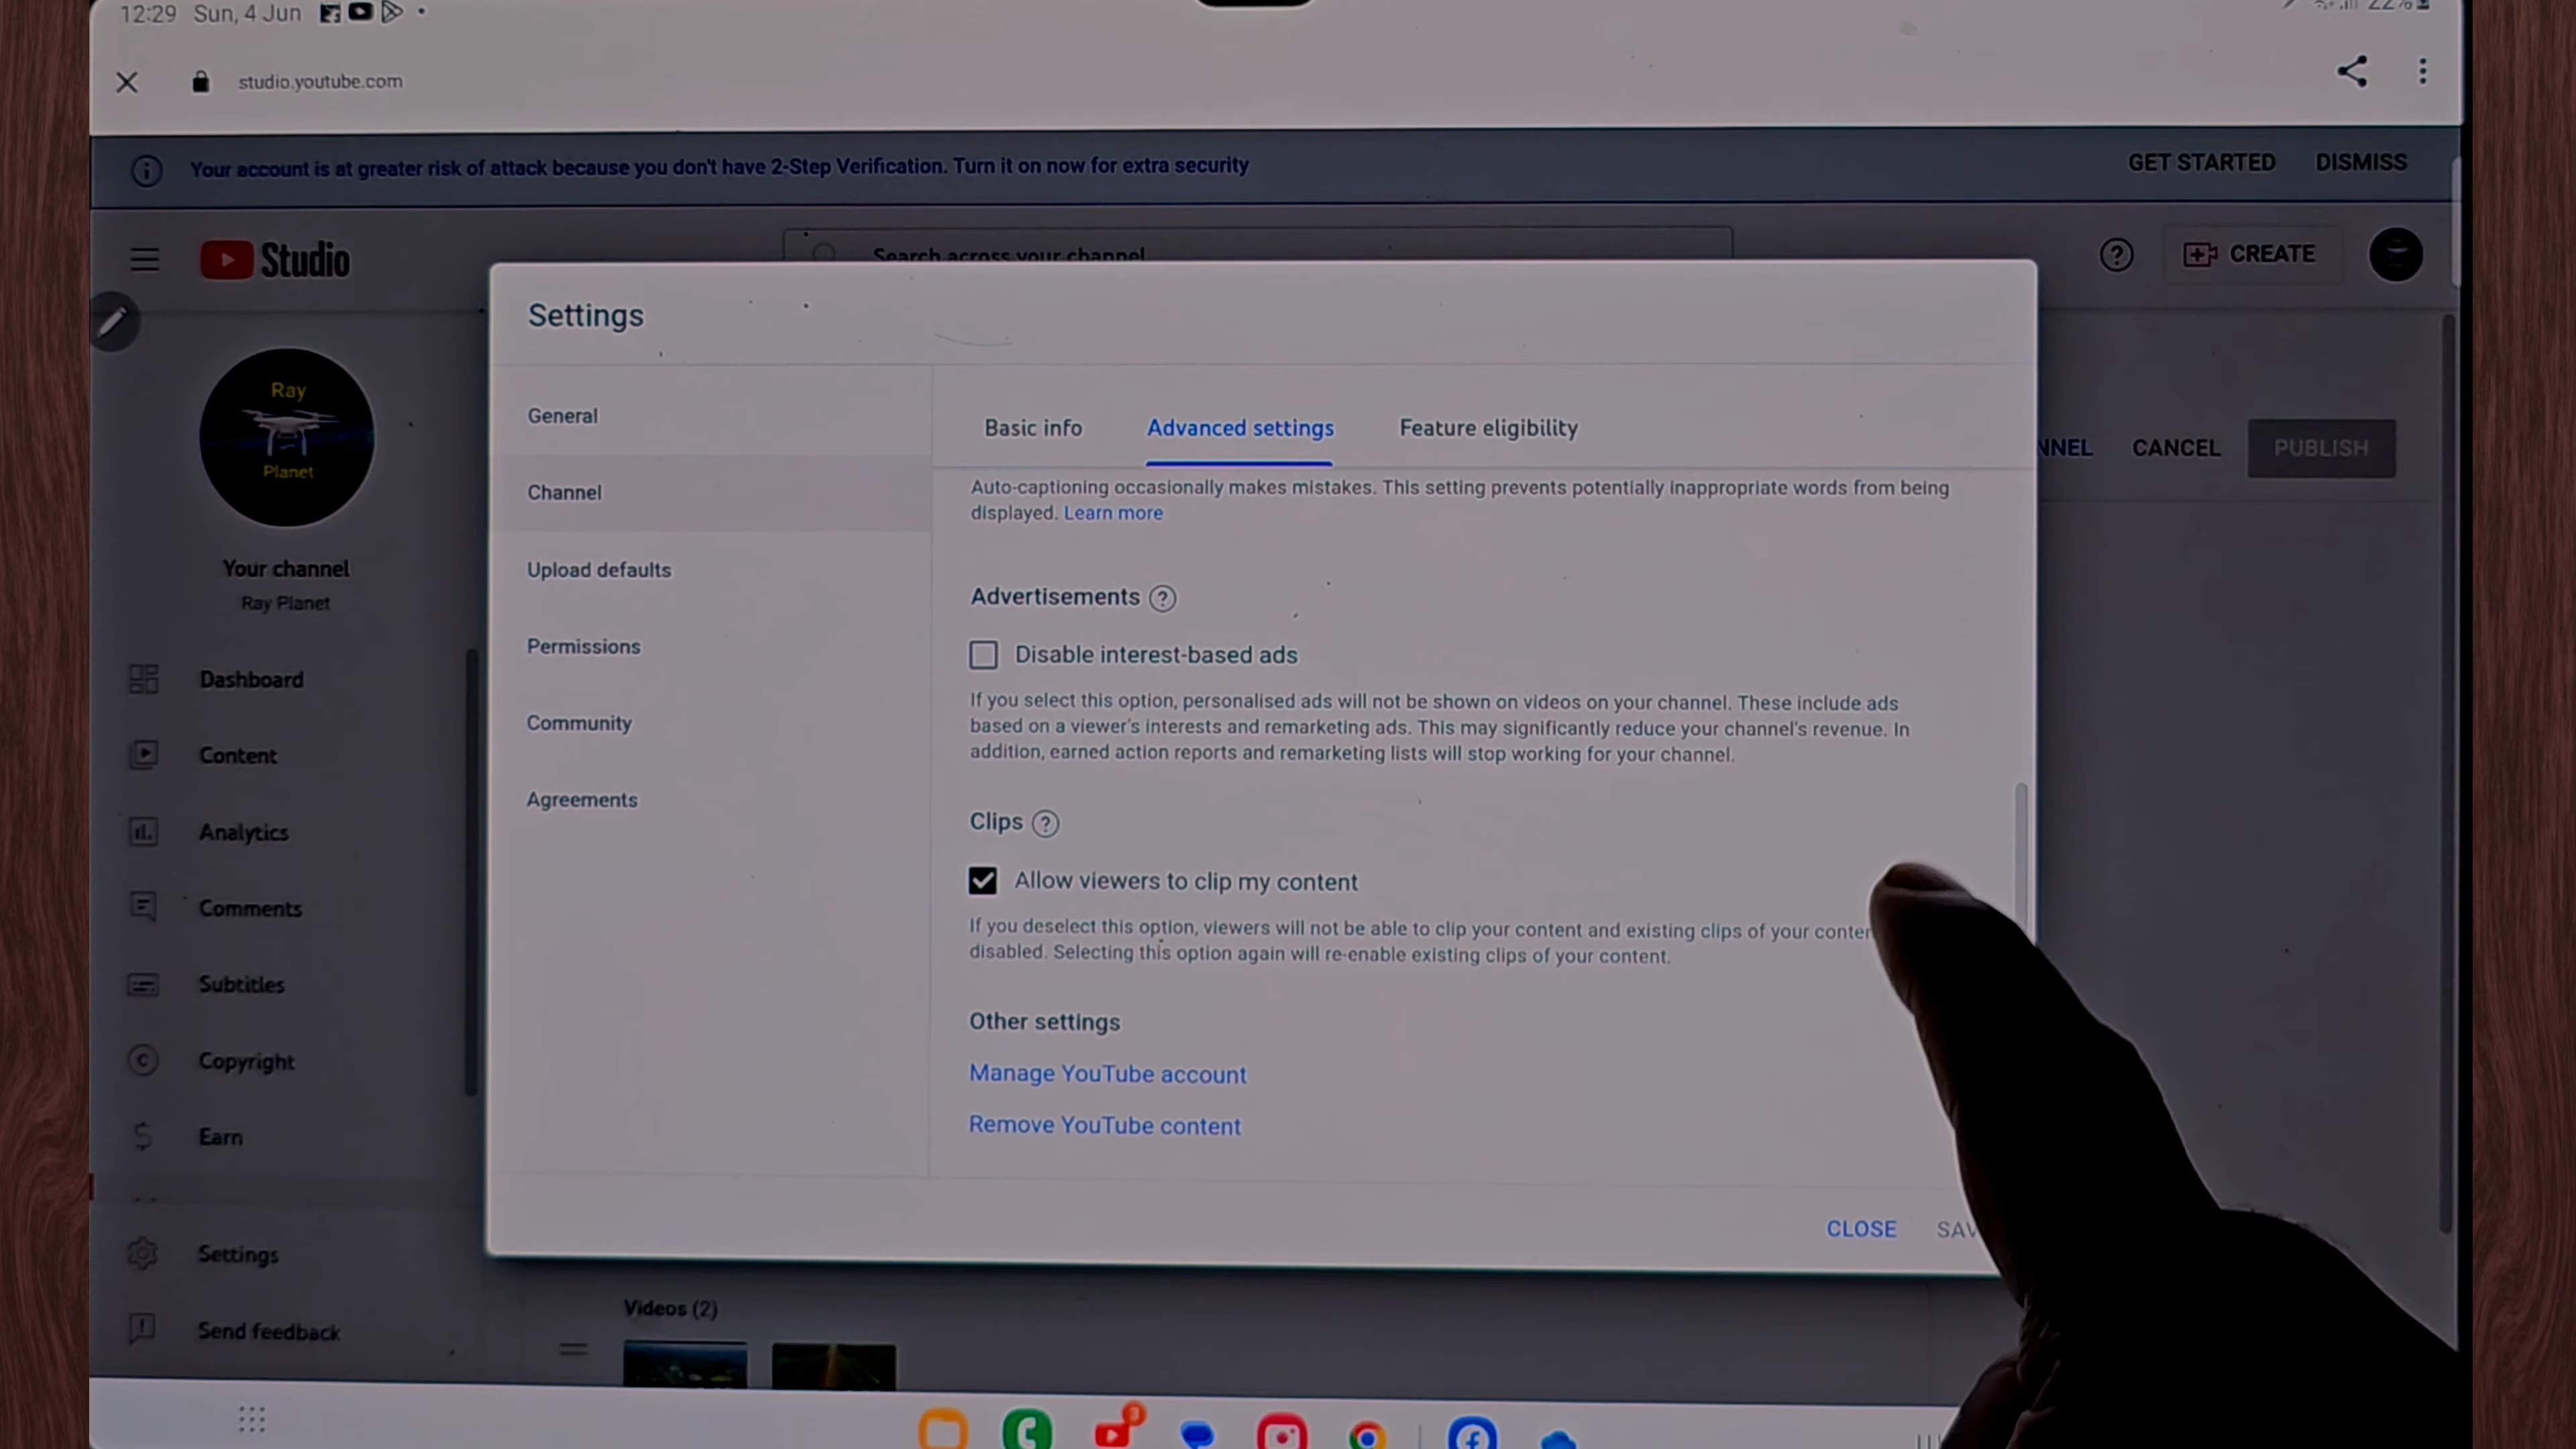 12:29 Sun, 4 Jun
22%
studio.youtube.com
Your account is at greater risk of attack because you don't have 2-Step Verification. Turn it on now for extra security
GET STARTED DISMISS
Studio
Search across your channel
CREATE
Settings
Ray
Planet
Your channel
Ray Planet
Dashboard
Content
Analytics
Comments
Subtitles
Copyright
Earn
Settings
Send feedback
General
Channel
Upload defaults
Permissions
Community
Agreements
Basic info Advanced settings Feature eligibility
NNEL CANCEL PUBLISH
Auto-captioning occasionally makes mistakes. This setting prevents potentially inappropriate words from being
displayed. Learn more
Advertisements ?
Disable interest-based ads
If you select this option, personalised ads will not be shown on videos on your channel. These include ads
based on a viewer's interests and remarketing ads. This may significantly reduce your channel's revenue. In
addition, earned action reports and remarketing lists will stop working for your channel.
Clips ?
Allow viewers to clip my content
If you deselect this option, viewers will not be able to clip your content and existing clips of your conten
disabled. Selecting this option again will re-enable existing clips of your content.
Other settings
Manage YouTube account
Remove YouTube content
CLOSE SAV
Videos (2)
3